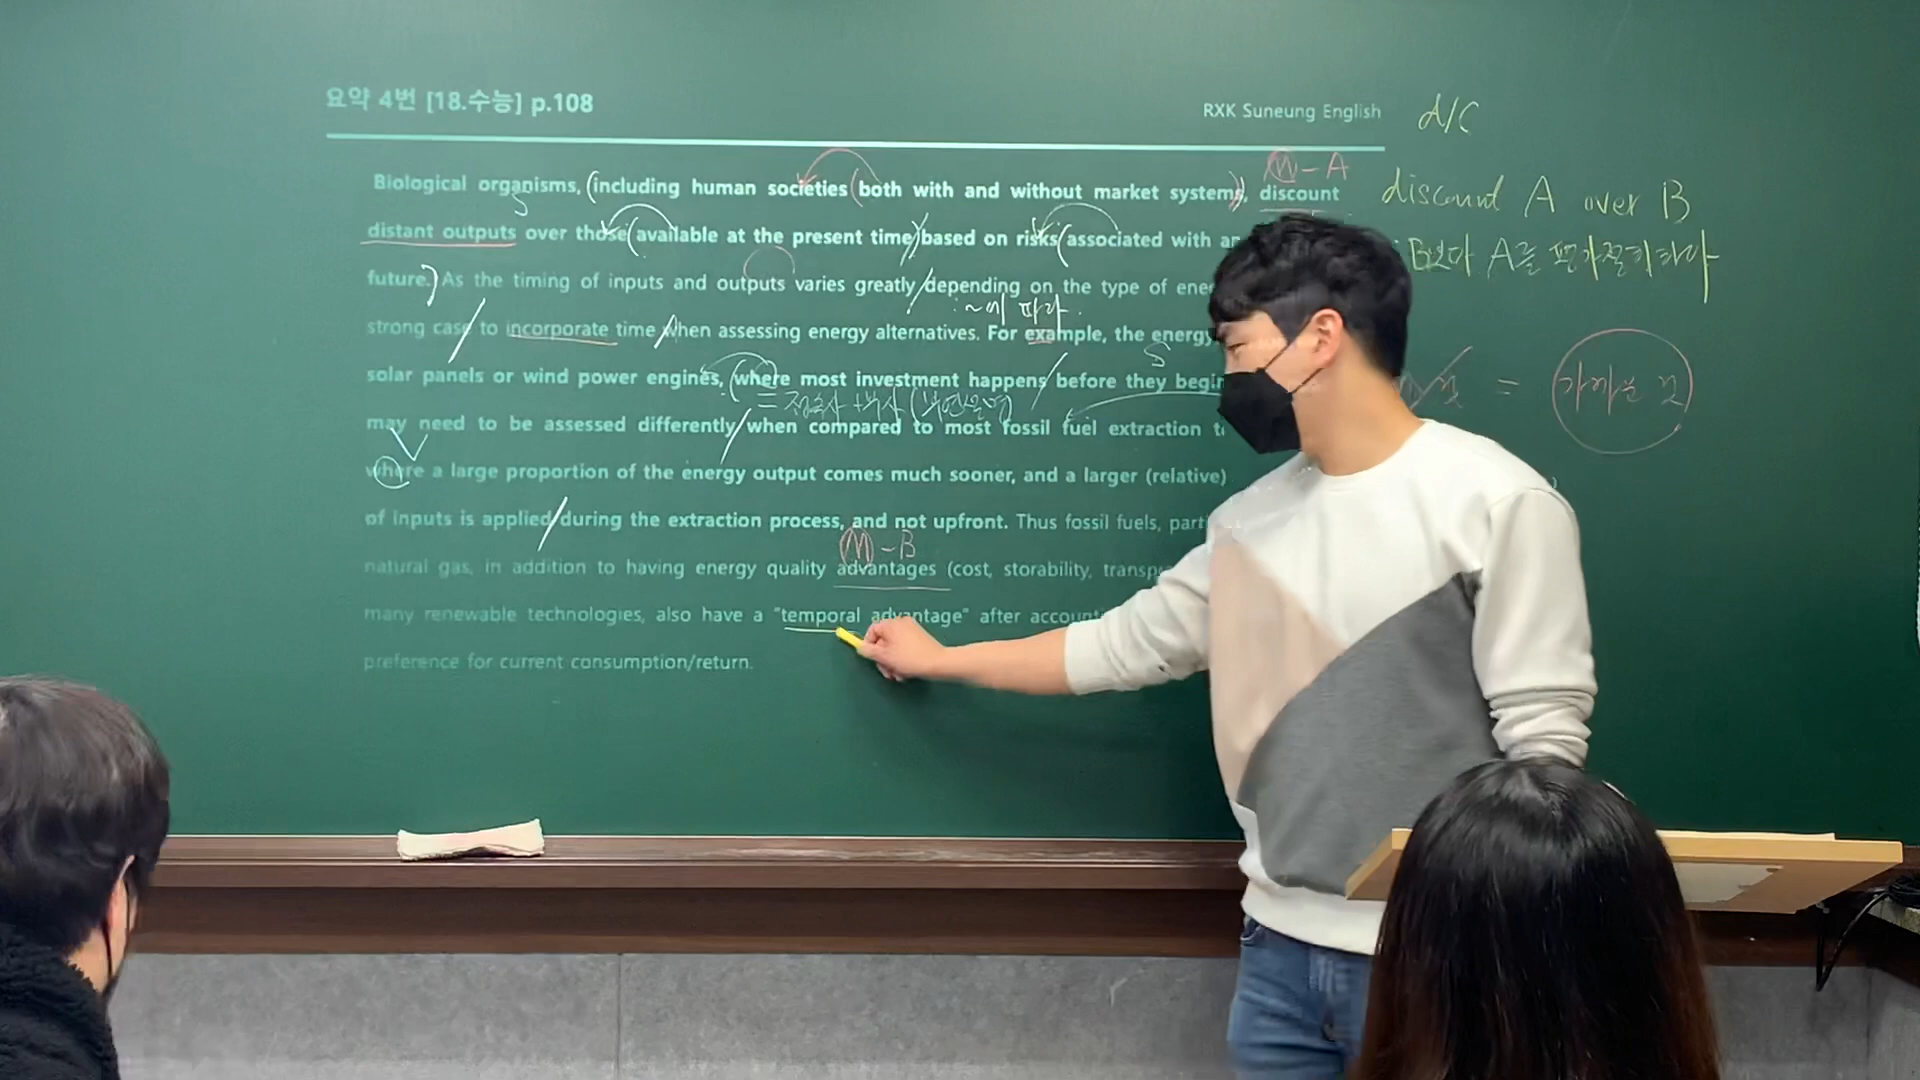 요약 4번 [18.수능] p.108
RXK Suneung English
A/C
Biological organisms, (including human societies (both with and without market systems), discount
M-A
discount A over B
S
distant outputs over those (available at the present time) based on risks (associated with an
B보다 A를 평가절하하다
future.) As the timing of inputs and outputs varies greatly / depending on the type of ene
~에 따라.
strong case / to incorporate time / when assessing energy alternatives. For example, the energy
S
solar panels or wind power engines, (where most investment happens / before they begin
= 가까운 것
= 접속사 + 부사 (
may need to be assessed differently / when compared to most fossil fuel extraction t
where a large proportion of the energy output comes much sooner, and a larger (relative)
of inputs is applied / during the extraction process, and not upfront. Thus fossil fuels, part
M-B
natural gas, in addition to having energy quality advantages (cost, storability, transp
many renewable technologies, also have a "temporal advantage" after account
preference for current consumption/return.